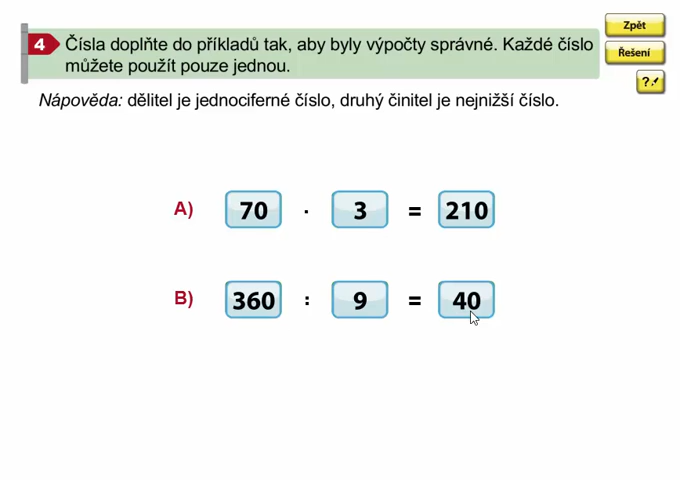 Zpět
4 Čísla doplňte do příkladů tak, aby byly výpočty správné. Každé číslo
můžete použít pouze jednou.
Řešení
?
Nápověda: dělitel je jednociferné číslo, druhý činitel je nejnižší číslo.
A) 70 · 3 = 210
B) 360 : 9 = 40